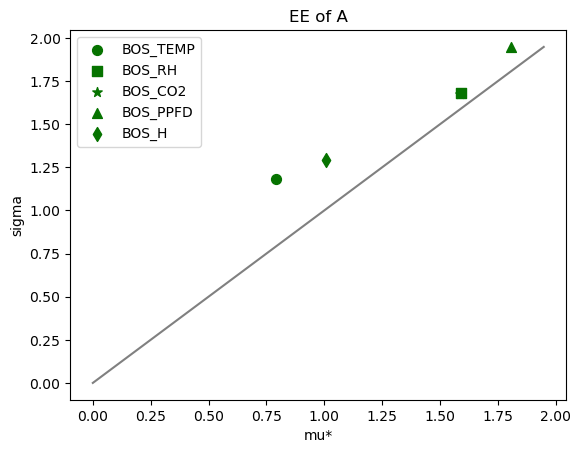 EE of A
BOS_TEMP
BOS_RH
BOS_CO2
BOS_PPFD
BOS_H
2.00
1.75
1.50
1.25
1.00
0.75
0.50
0.25
0.00
sigma
0.00 0.25 0.50 0.75 1.00 1.25 1.50 1.75 2.00
mu*